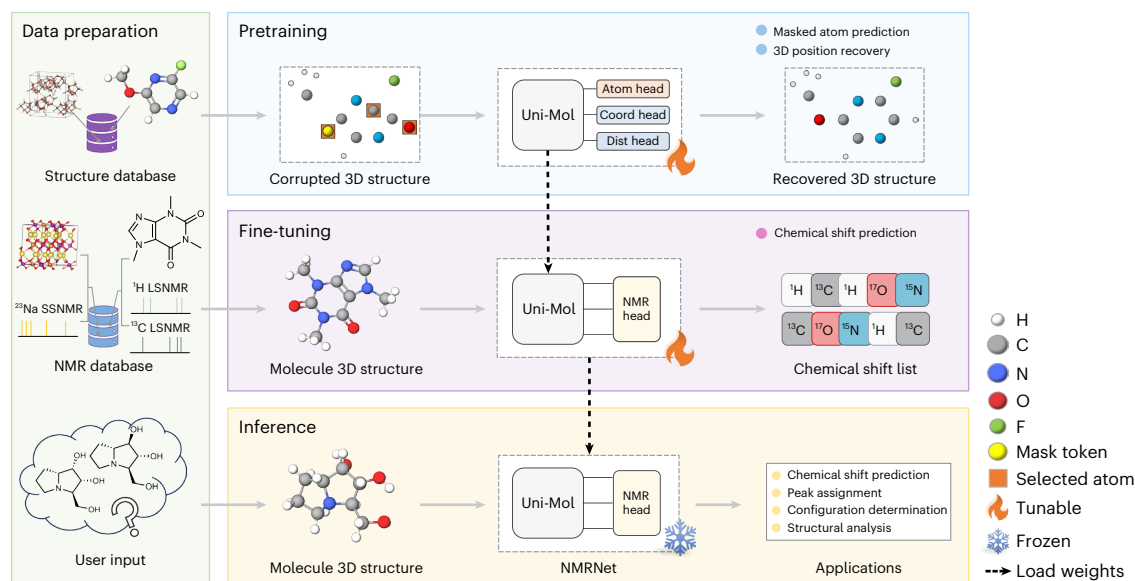 Data preparation
Structure database
N
N
N
N
O
O
¹H LSNMR
²³Na SSNMR
¹³C LSNMR
NMR database
OH
OH
OH
OH
N
OH
N
OH
User input
Pretraining
Masked atom prediction
3D position recovery
Corrupted 3D structure
Uni-Mol
Atom head
Coord head
Dist head
Recovered 3D structure
Fine-tuning
Chemical shift prediction
Molecule 3D structure
Uni-Mol
NMR
head
¹H ¹³C ¹H ¹⁷O ¹⁵N
¹³C ¹⁷O ¹⁵N ¹H ¹³C
Chemical shift list
Inference
Molecule 3D structure
Uni-Mol
NMR
head
NMRNet
Chemical shift prediction
Peak assignment
Configuration determination
Structural analysis
Applications
H
C
N
O
F
Mask token
Selected atom
Tunable
Frozen
Load weights